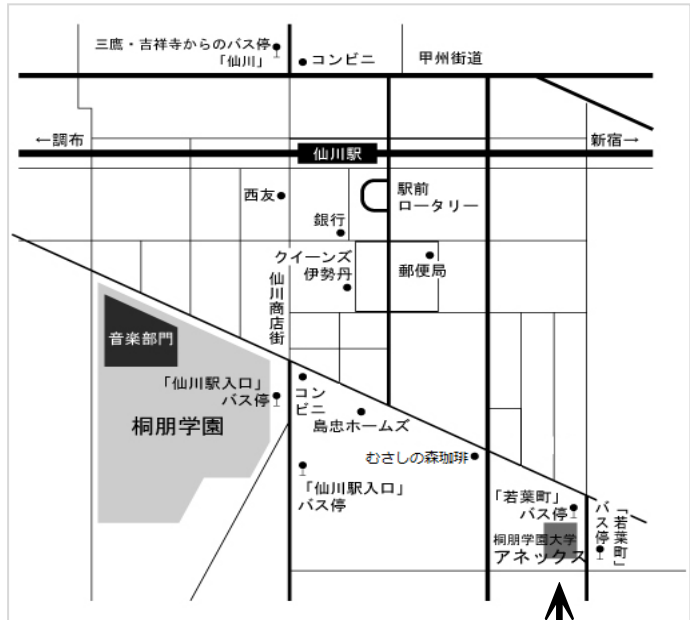 三鷹・吉祥寺からのバス停
「仙川」
コンビニ
甲州街道
←調布
仙川駅
新宿→
西友
駅前
ロータリー
銀行
クイーンズ
伊勢丹
郵便局
仙川商店街
音楽部門
「仙川駅入口」
バス停
コン
ビニ
桐朋学園
島忠ホームズ
むさしの森珈琲
「仙川駅入口」
バス停
「若葉町」
バス停
「若葉町」
バス停
桐朋学園大学
アネックス